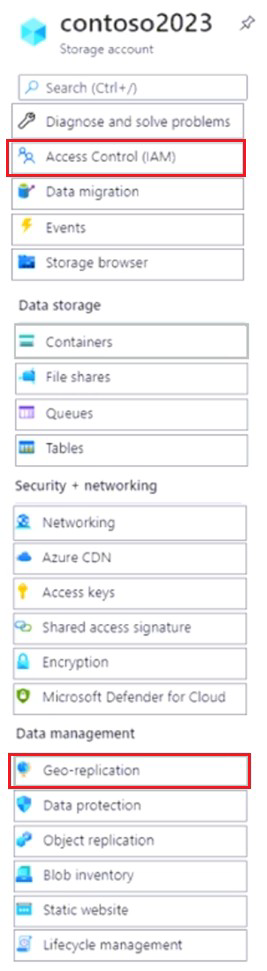 contoso2023
Storage account
Search (Ctrl+/)
Diagnose and solve problems
Access Control (IAM)
Data migration
Events
Storage browser
Data storage
Containers
File shares
Queues
Tables
Security + networking
Networking
Azure CDN
Access keys
Shared access signature
Encryption
Microsoft Defender for Cloud
Data management
Geo-replication
Data protection
Object replication
Blob inventory
Static website
Lifecycle management